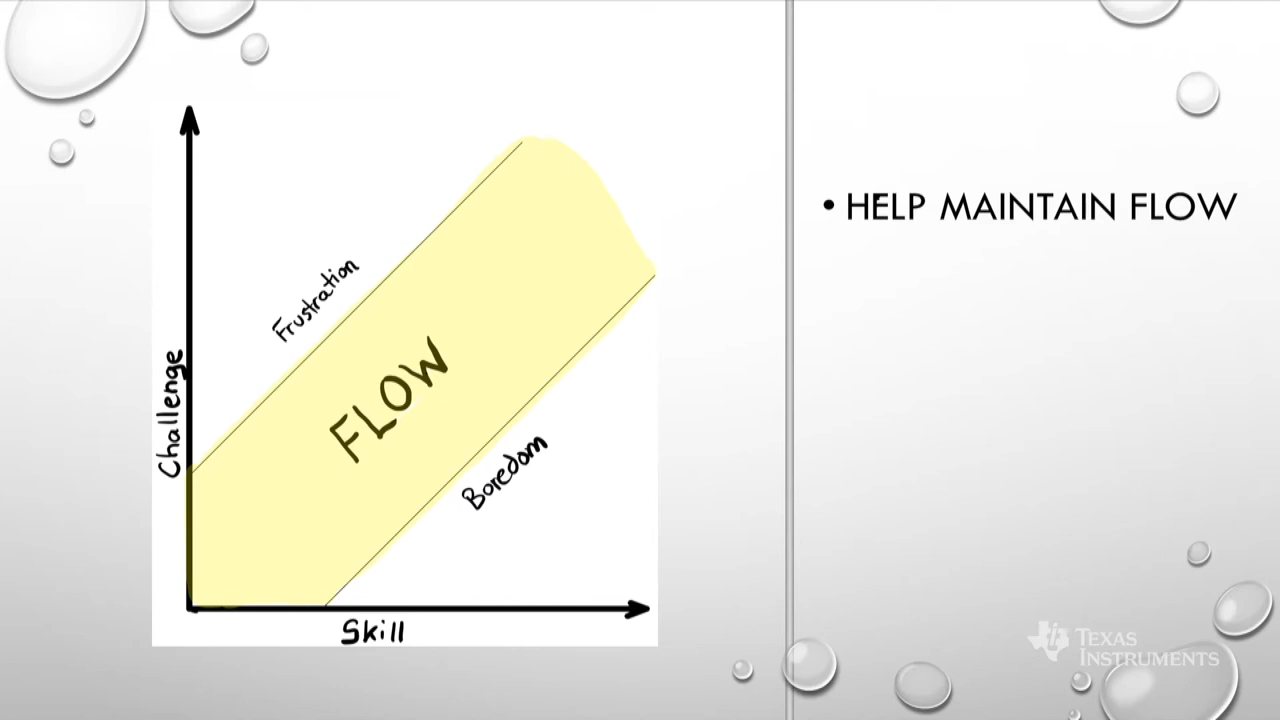 Frustration
Challenge
FLOW
Boredom
Skill
• HELP MAINTAIN FLOW
TEXAS
INSTRUMENTS